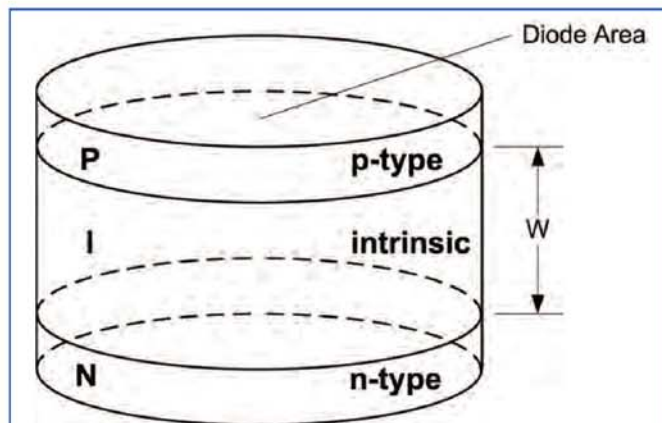 Diode Area
P p-type
I intrinsic
W
N n-type